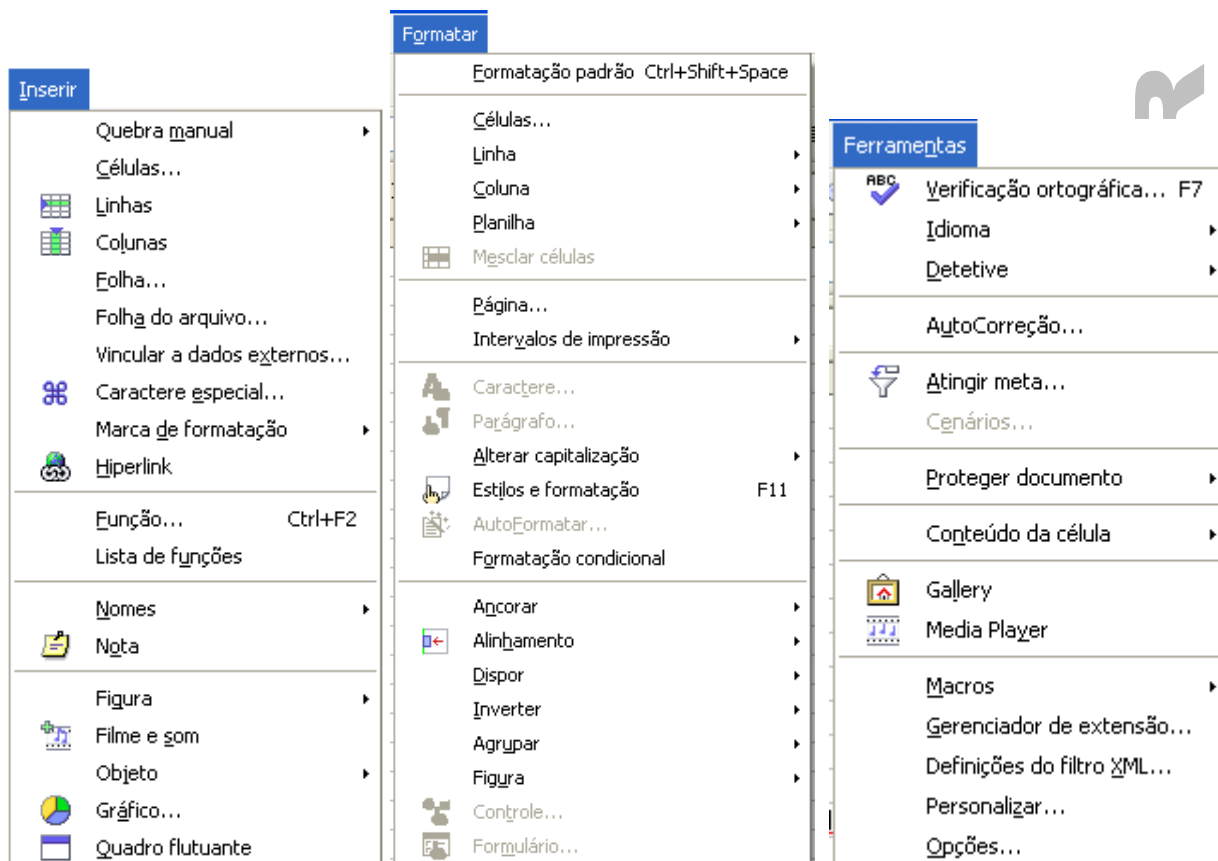 Inserir
Quebra manual
Células...
Linhas
Colunas
Folha...
Folha do arquivo...
Vincular a dados externos...
Caractere especial...
Marca de formatação
Hiperlink
Função... Ctrl+F2
Lista de funções
Nomes
Nota
Figura
Filme e som
Objeto
Gráfico...
Quadro flutuante
Formatar
Formatação padrão Ctrl+Shift+Space
Células...
Linha
Coluna
Planilha
Mesclar células
Página...
Intervalos de impressão
Caractere...
Parágrafo...
Alterar capitalização
Estilos e formatação F11
AutoFormatar...
Formatação condicional
Ancorar
Alinhamento
Dispor
Inverter
Agrupar
Figura
Controle...
Formulário...
R
Ferramentas
ABC Verificação ortográfica... F7
Idioma
Detetive
AutoCorreção...
Atingir meta...
Cenários...
Proteger documento
Conteúdo da célula
Gallery
Media Player
Macros
Gerenciador de extensão...
Definições do filtro XML...
Personalizar...
Opções...